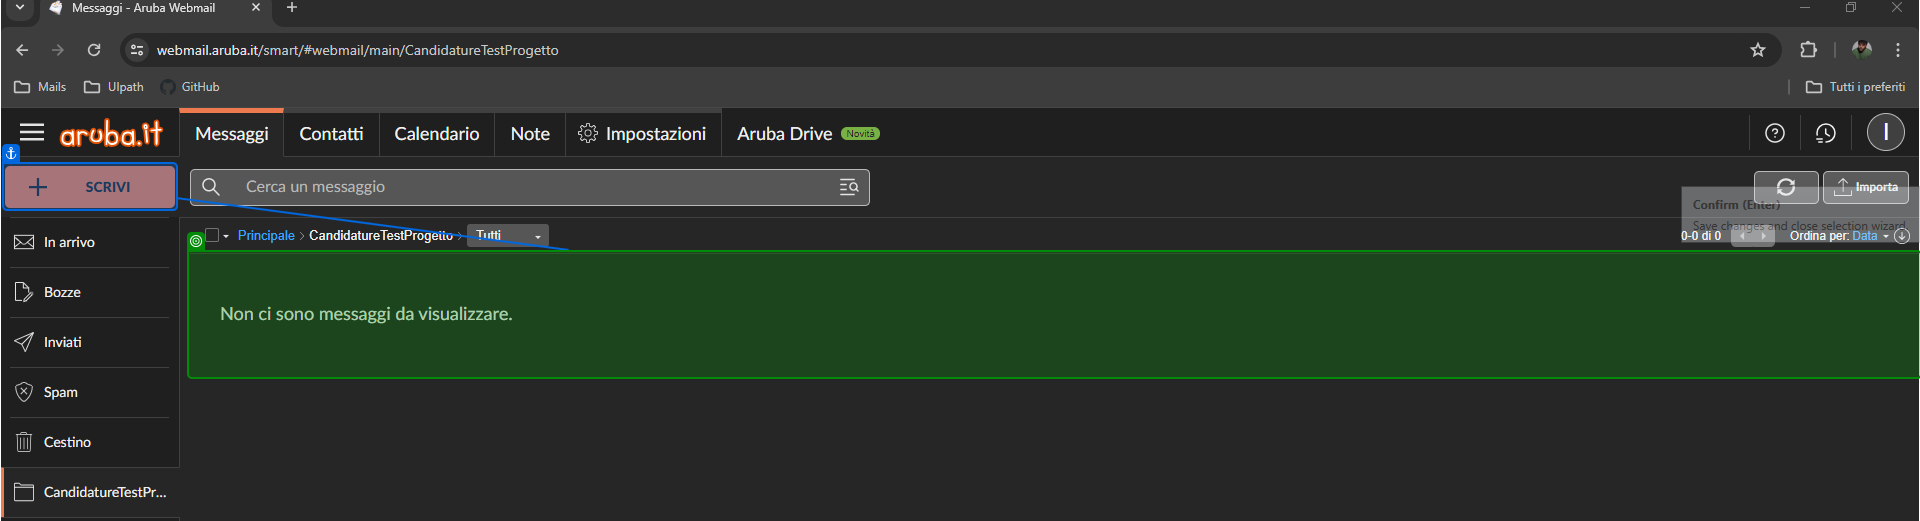 Messaggi - Aruba Webmail
webmail.aruba.it/smart/#webmail/main/CandidatureTestProgetto
Mails UIpath GitHub Tutti i preferiti
aruba.it Messaggi Contatti Calendario Note Impostazioni Aruba Drive Novità I
SCRIVI Cerca un messaggio Importa
Confirm (Enter)
Save changes and close selection wizard
In arrivo Principale > CandidatureTestProgetto > Tutti 0-0 di 0 Ordina per: Data
Bozze
Non ci sono messaggi da visualizzare.
Inviati
Spam
Cestino
CandidatureTestPr...